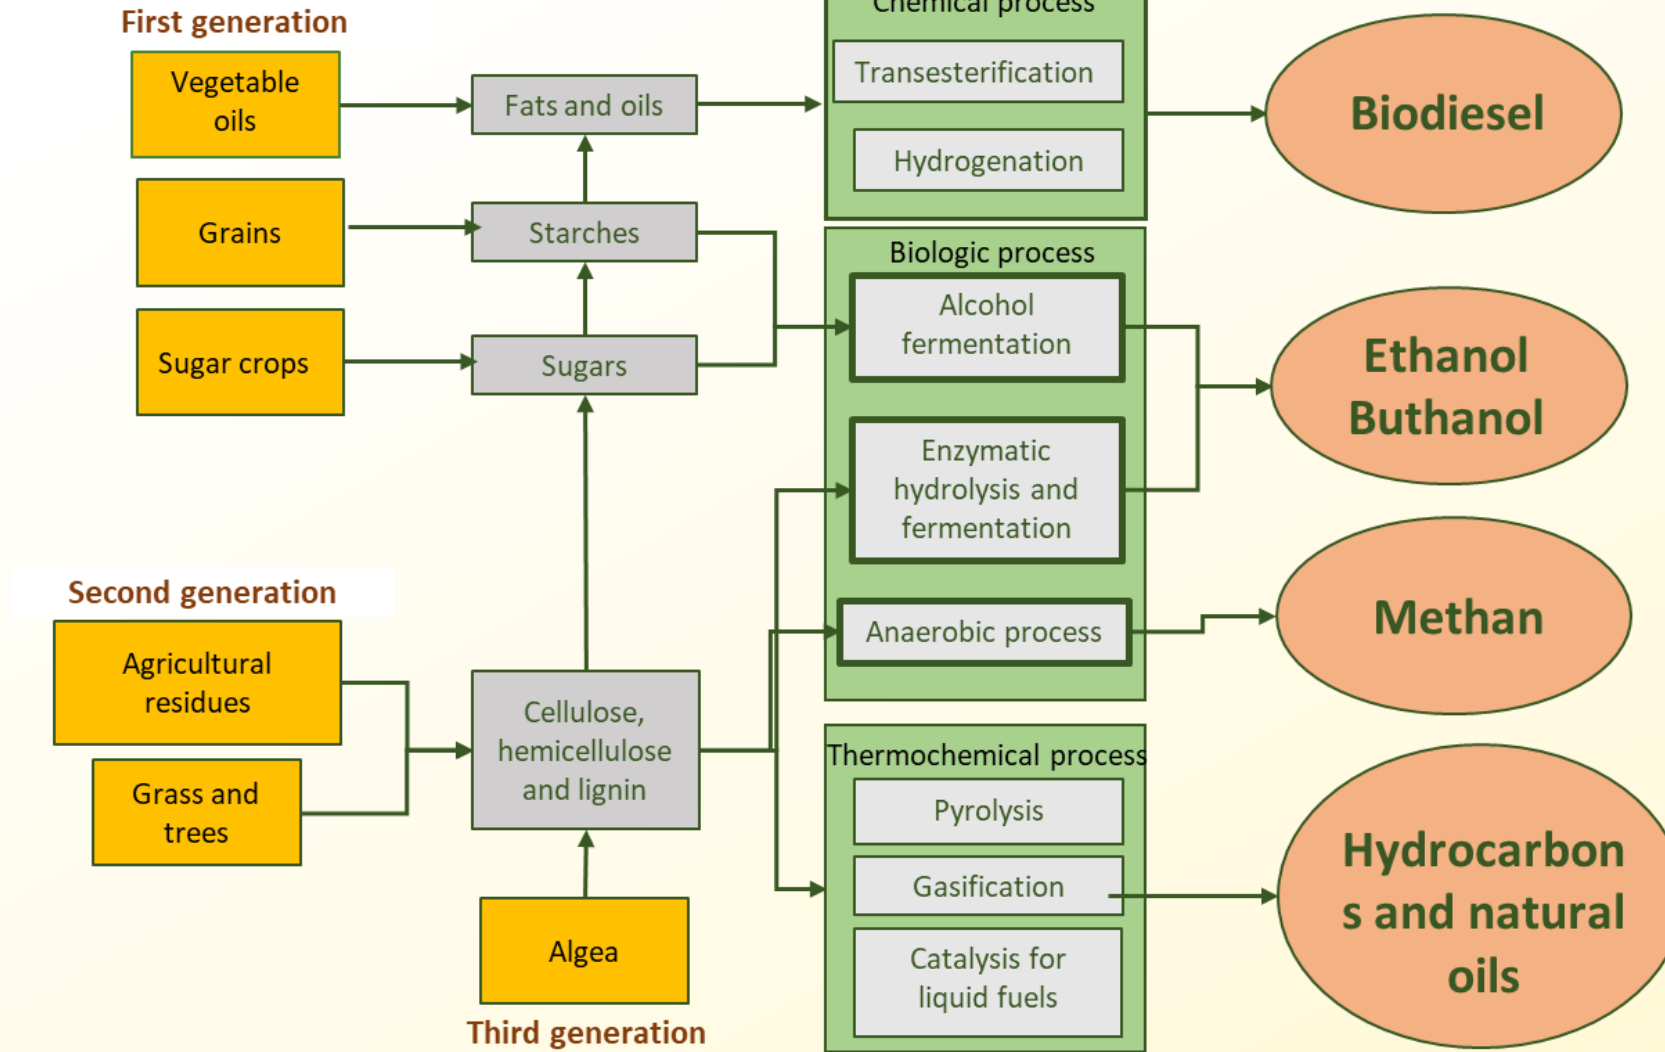 First generation
Vegetable
oils
Grains
Sugar crops
Second generation
Agricultural
residues
Grass and
trees
Fats and oils
Starches
Sugars
Cellulose,
hemicellulose
and lignin
Algea
Third generation
Chemical process
Transesterification
Hydrogenation
Biologic process
Alcohol
fermentation
Enzymatic
hydrolysis and
fermentation
Anaerobic process
Thermochemical process
Pyrolysis
Gasification
Catalysis for
liquid fuels
Biodiesel
Ethanol
Buthanol
Methan
Hydrocarbon
s and natural
oils